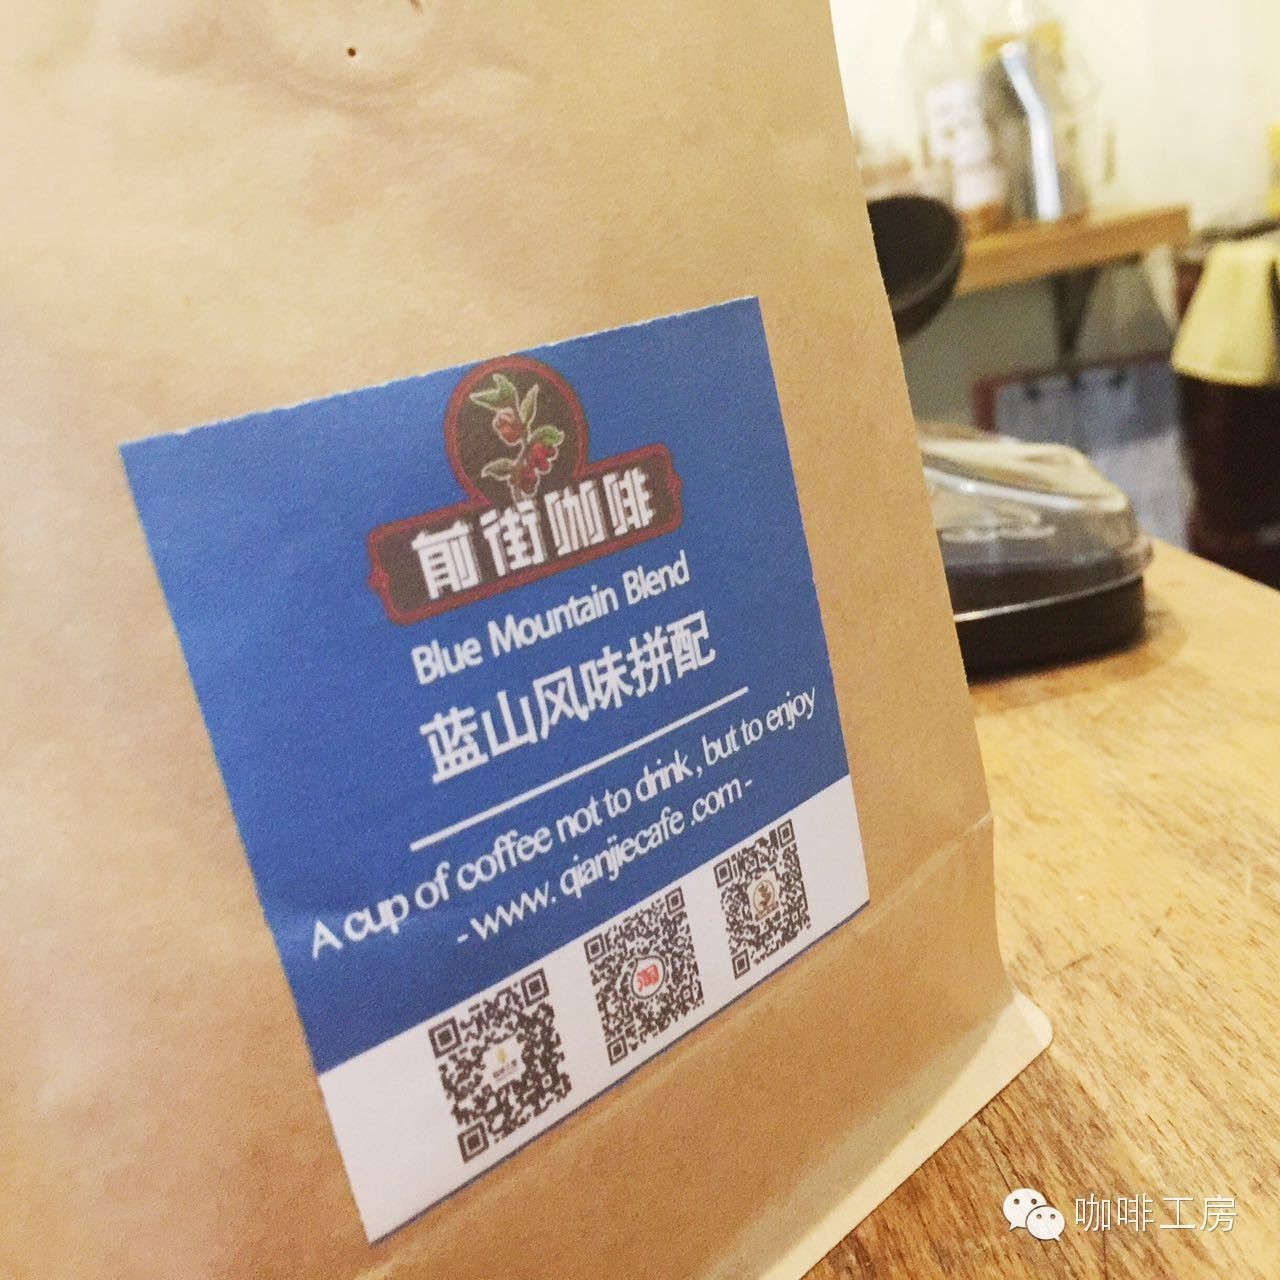 前街咖啡
Blue Mountain Blend
蓝山风味拼配
A cup of coffee not to drink , but to enjoy
- www. qianjiecafe .com -
淘
咖啡工房